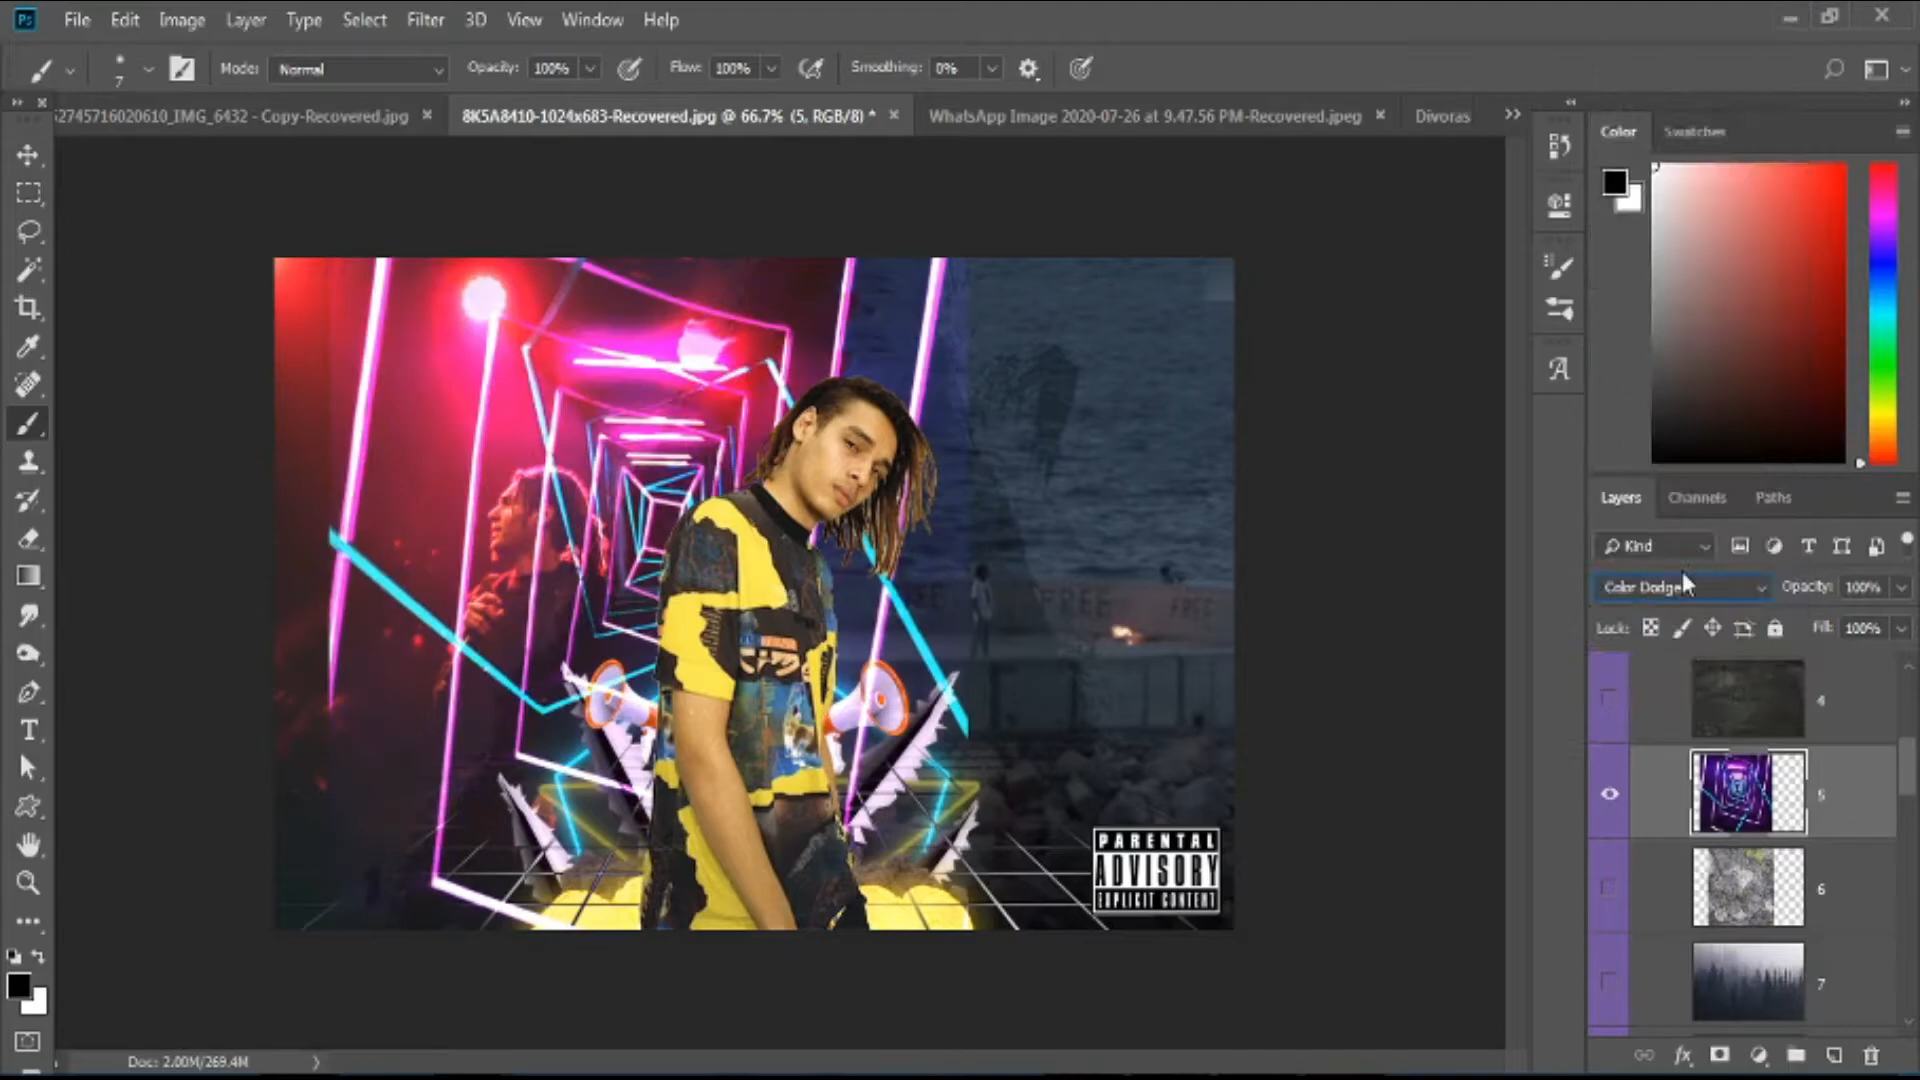 Ps File Edit Image Layer Type Select Filter 3D View Window Help
7 Mode: Normal Opacity: 100% Flow: 100% Smoothing: 0%
52745716020610_IMG_6432 - Copy-Recovered.jpg 8K5A8410-1024x683-Recovered.jpg @ 66.7% (5, RGB/8) * WhatsApp Image 2020-07-26 at 9.47.56 PM-Recovered.jpeg Divoras
Color Swatches
Layers Channels Paths
Kind
Color Dodge Opacity: 100%
Lock: Fill: 100%
4
5
6
7
FREE FREE
PARENTAL
ADVISORY
EXPLICIT CONTENT
Doc: 2.00M/269.4M